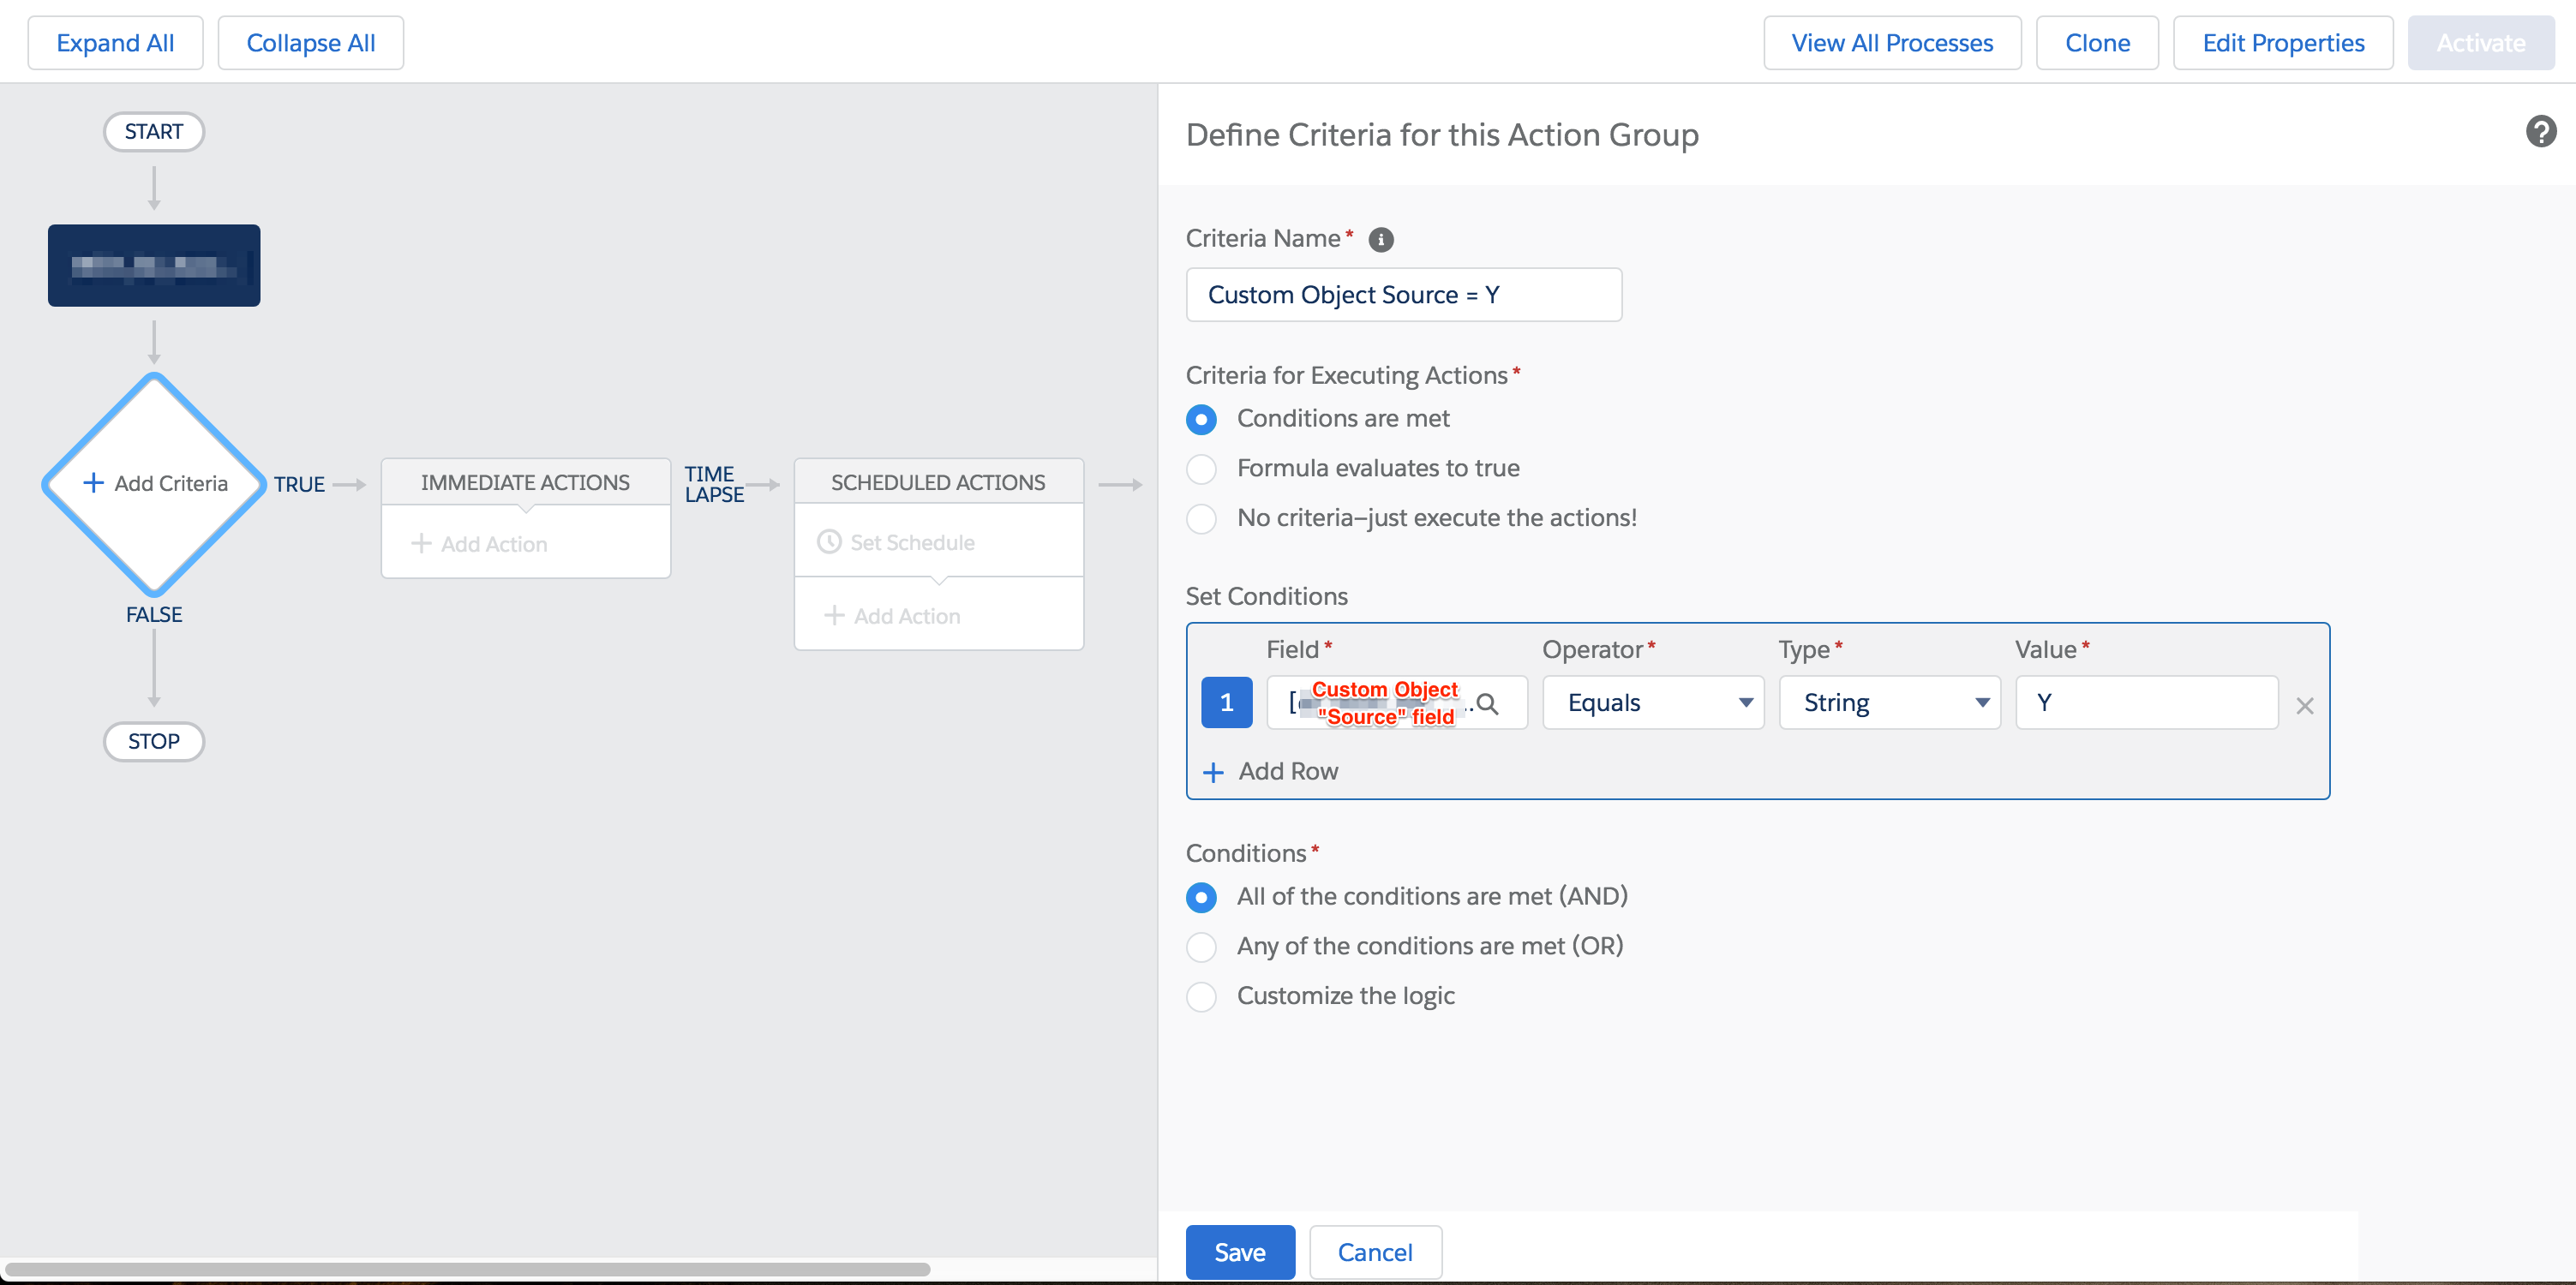 Expand All
Collapse All
View All Processes
Clone
Edit Properties
Activate
START
+ Add Criteria
TRUE
IMMEDIATE ACTIONS
+ Add Action
TIME
LAPSE
SCHEDULED ACTIONS
Set Schedule
+ Add Action
FALSE
STOP
Define Criteria for this Action Group
?
Criteria Name* i
Custom Object Source = Y
Criteria for Executing Actions*
Conditions are met
Formula evaluates to true
No criteria–just execute the actions!
Set Conditions
Field* Operator* Type* Value*
1
Custom Object
"Source" field
Equals
String
Y
+ Add Row
Conditions*
All of the conditions are met (AND)
Any of the conditions are met (OR)
Customize the logic
Save
Cancel